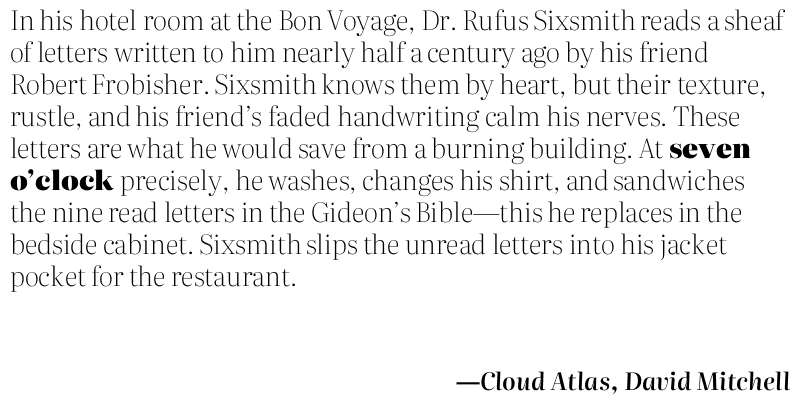 In his hotel room at the Bon Voyage, Dr. Rufus Sixsmith reads a sheaf
of letters written to him nearly half a century ago by his friend
Robert Frobisher. Sixsmith knows them by heart, but their texture,
rustle, and his friend’s faded handwriting calm his nerves. These
letters are what he would save from a burning building. At seven
o’clock precisely, he washes, changes his shirt, and sandwiches
the nine read letters in the Gideon’s Bible—this he replaces in the
bedside cabinet. Sixsmith slips the unread letters into his jacket
pocket for the restaurant.
—Cloud Atlas, David Mitchell